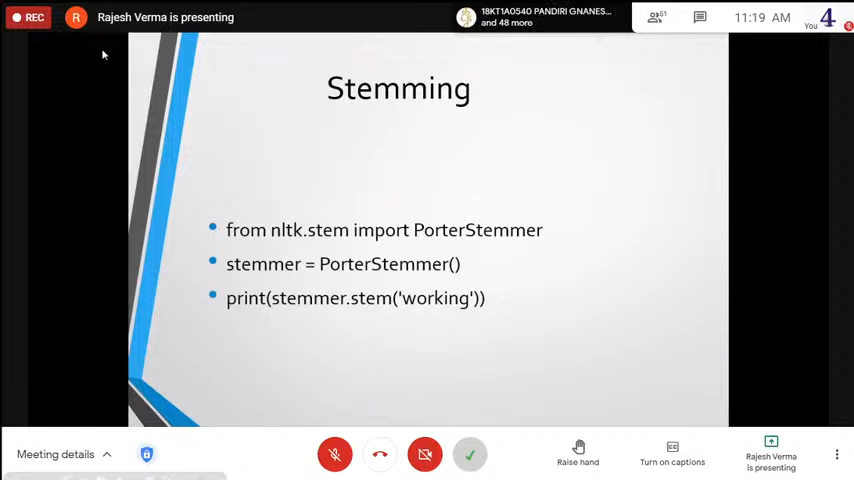 REC
R
Rajesh Verma is presenting
18KT1A0540 PANDIRI GNANES...
and 48 more
51
11:19 AM
You
4
Stemming
from nltk.stem import PorterStemmer
stemmer = PorterStemmer()
print(stemmer.stem('working'))
Meeting details
Raise hand
Turn on captions
Rajesh Verma
is presenting